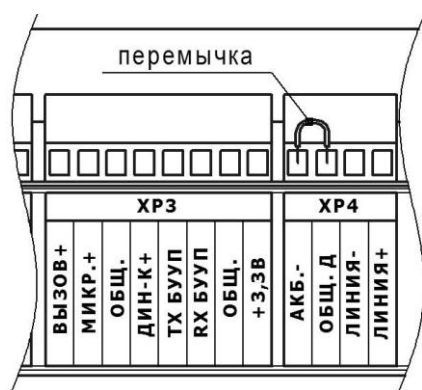 перемычка
XP3
XP4
ВЫЗОВ+
МИКР.+
ОБЩ.
ДИН-К+
TX БУУП
RX БУУП
ОБЩ.
+3,3В
АКБ.-
ОБЩ. Д
ЛИНИЯ-
ЛИНИЯ+